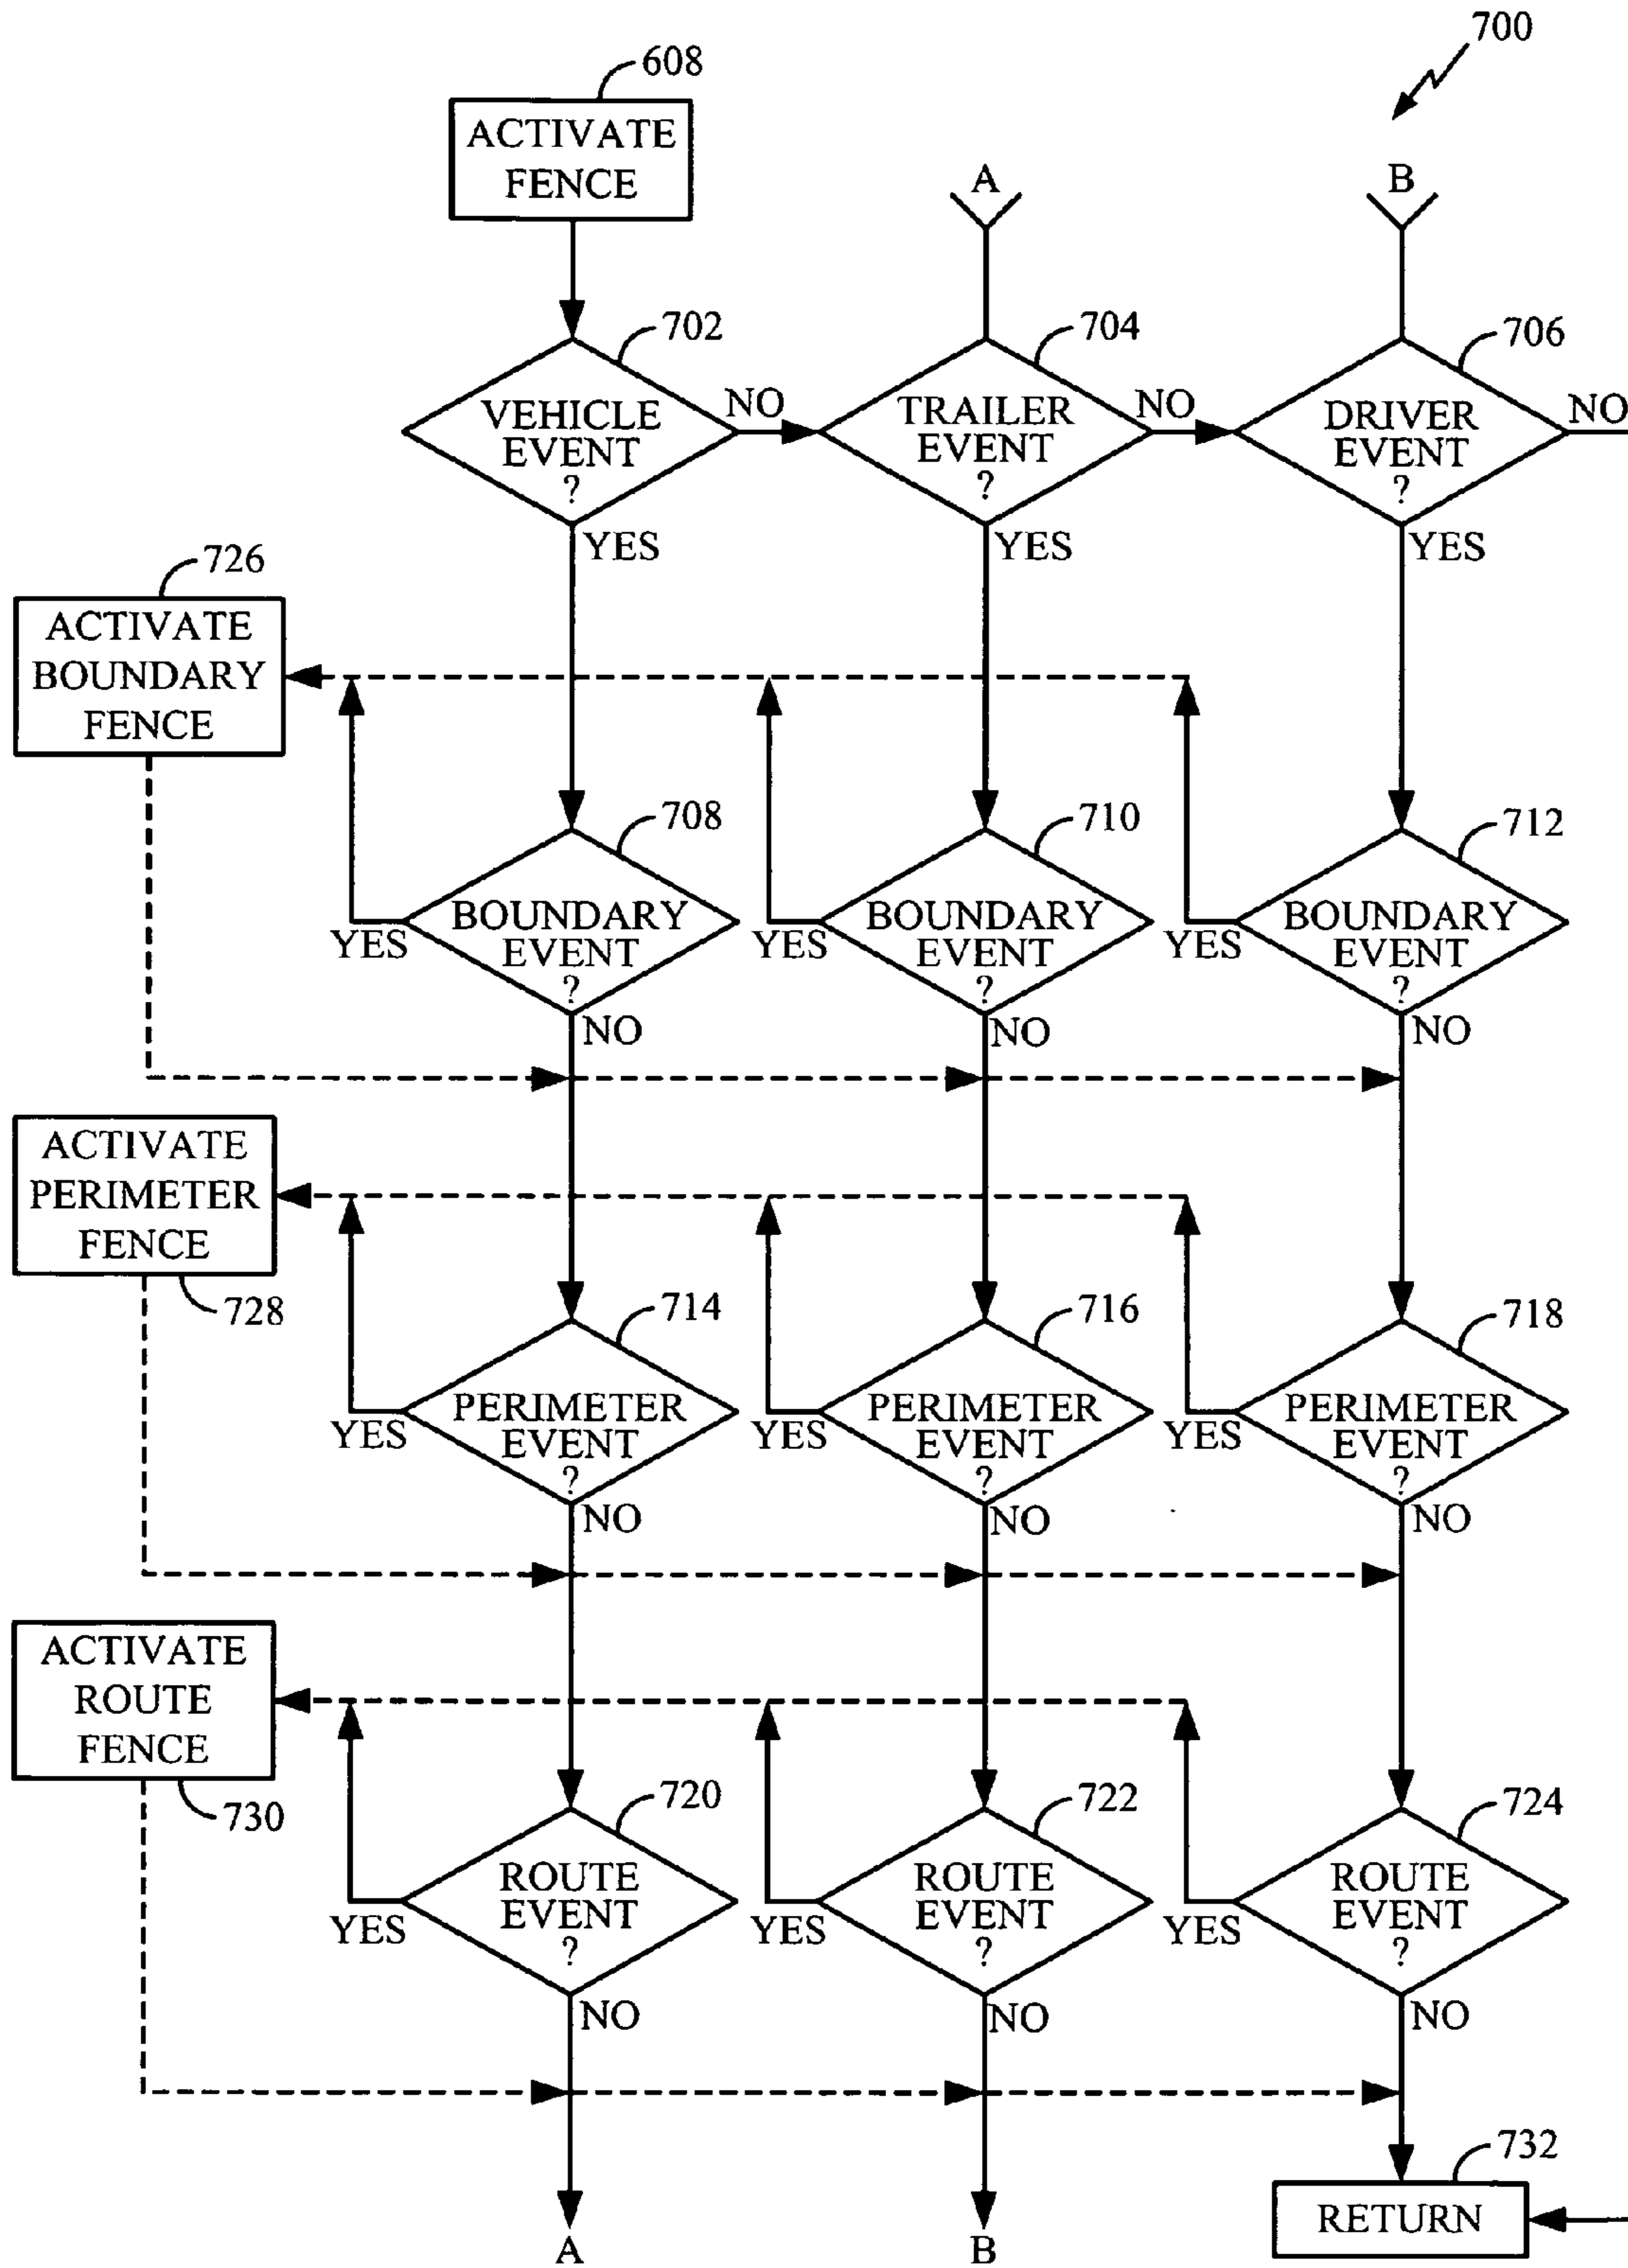 700
608
ACTIVATE
FENCE
A
B
702
704
706
VEHICLE
EVENT
?
NO
TRAILER
EVENT
?
NO
DRIVER
EVENT
?
NO
YES
YES
YES
726
ACTIVATE
BOUNDARY
FENCE
708
710
712
BOUNDARY
EVENT
?
YES
NO
BOUNDARY
EVENT
?
YES
NO
BOUNDARY
EVENT
?
YES
NO
ACTIVATE
PERIMETER
FENCE
728
714
716
718
PERIMETER
EVENT
?
YES
NO
PERIMETER
EVENT
?
YES
NO
PERIMETER
EVENT
?
YES
NO
ACTIVATE
ROUTE
FENCE
730
720
722
724
ROUTE
EVENT
?
YES
NO
ROUTE
EVENT
?
YES
NO
ROUTE
EVENT
?
YES
NO
732
RETURN
A
B